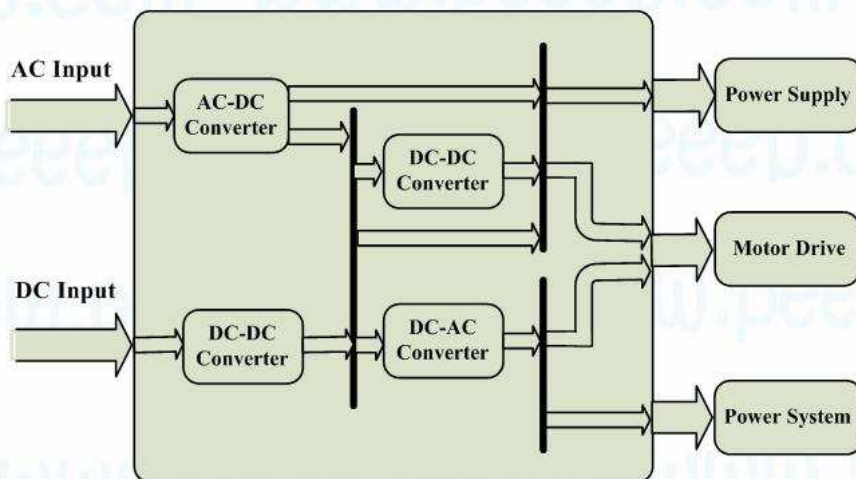 AC Input
AC-DC
Converter
Power Supply
DC-DC
Converter
Motor Drive
DC Input
DC-DC
Converter
DC-AC
Converter
Power System